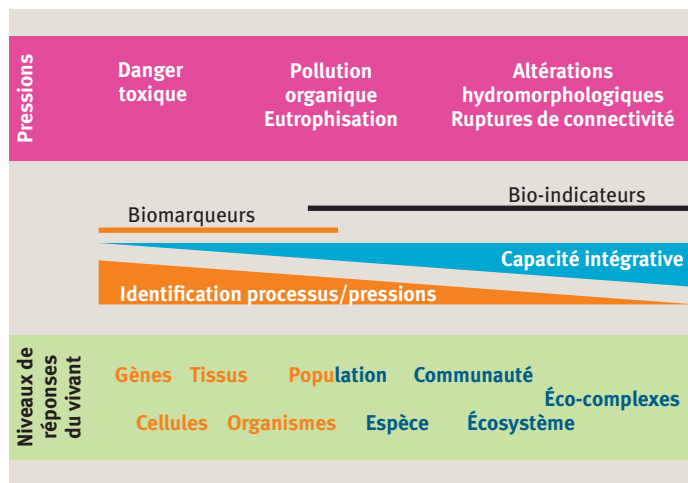 Pressions
Danger
toxique
Pollution
organique
Eutrophisation
Altérations
hydromorphologiques
Ruptures de connectivité
Bio-indicateurs
Biomarqueurs
Capacité intégrative
Identification processus/pressions
Niveaux de
réponses
du vivant
Gènes Tissus Population Communauté
Éco-complexes
Cellules Organismes Espèce Écosystème